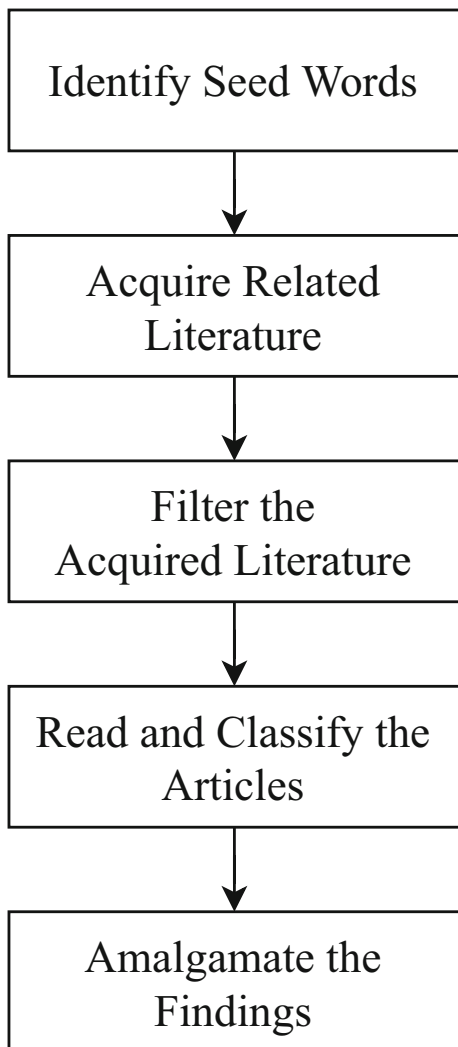 Identify Seed Words
Acquire Related
Literature
Filter the
Acquired Literature
Read and Classify the
Articles
Amalgamate the
Findings